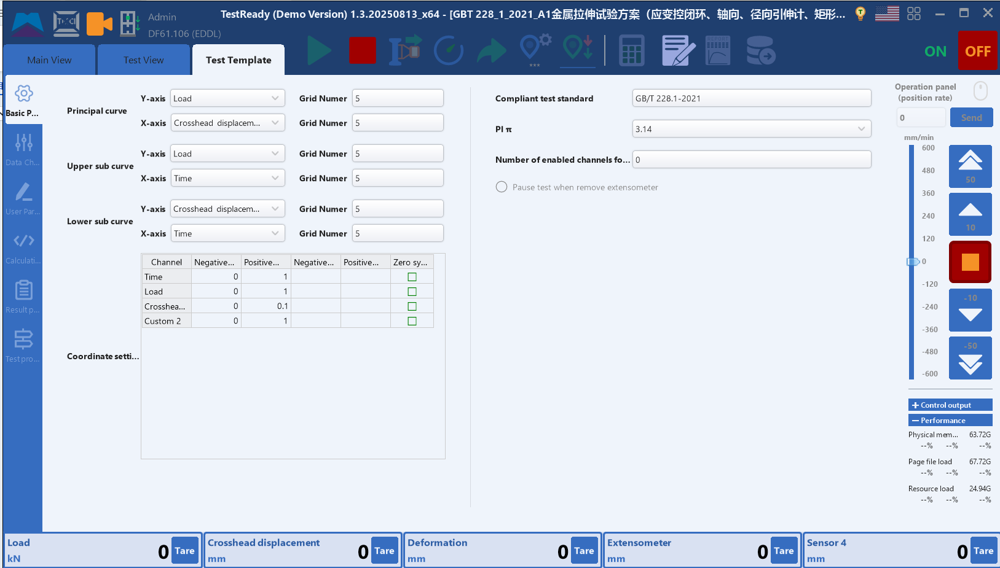 TestReady (Demo Version) 1.3.20250813_x64 - [GBT 228_1_2021_A1金属拉伸试验方案（应变控闭环、轴向、径向引伸计、矩形...
Admin
DF61.106 (EDDL)
Main View
Test View
Test Template
ON
OFF
REPORT
***
Basic P...
Data Ch...
User Par...
Calculati...
Result p...
Test pro...
Principal curve
Y-axis Load Grid Numer 5
X-axis Crosshead displacem... Grid Numer 5
Upper sub curve
Y-axis Load Grid Numer 5
X-axis Time Grid Numer 5
Lower sub curve
Y-axis Crosshead displacem... Grid Numer 5
X-axis Time Grid Numer 5
Coordinate setti...
Channel Negative... Positive... Negative... Positive... Zero sy...
Time 0 1
Load 0 1
Crosshea... 0 0.1
Custom 2 0 1
Compliant test standard GB/T 228.1-2021
PI π 3.14
Number of enabled channels fo... 0
Pause test when remove extensometer
Operation panel
(position rate)
0 Send
mm/min
600
480
360
240
120
0
-120
-240
-360
-480
-600
50
10
-10
-50
Control output
Performance
Physical mem... 63.72G
--% --% --%
Page file load 67.72G
--% --% --%
Resource load 24.94G
--% --% --%
Load
kN
0 Tare
Crosshead displacement
mm
0 Tare
Deformation
mm
0 Tare
Extensometer
mm
0 Tare
Sensor 4
mm
0 Tare